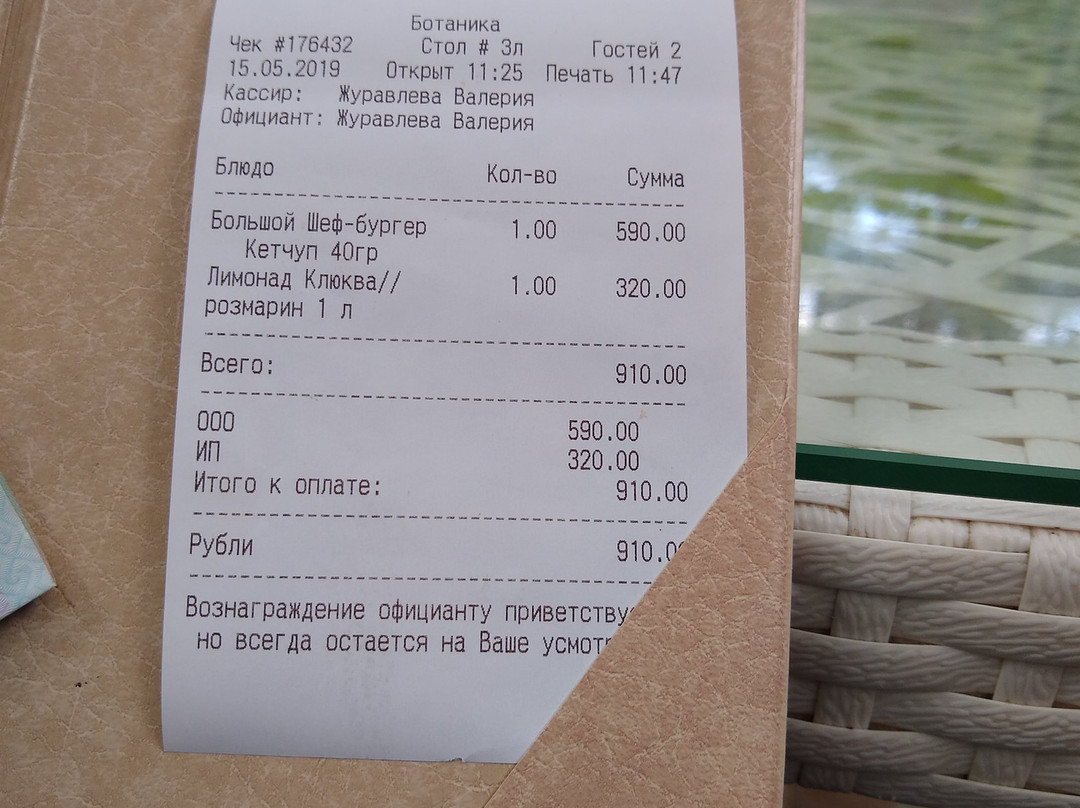 Ботаника
Чек #176432 Стол # 3л Гостей 2
15.05.2019 Открыт 11:25 Печать 11:47
Кассир: Журавлева Валерия
Официант: Журавлева Валерия
Блюдо Кол-во Сумма
Большой Шеф-бургер 1.00 590.00
Кетчуп 40гр
Лимонад Клюква// 1.00 320.00
розмарин 1 л
Всего: 910.00
ООО 590.00
ИП 320.00
Итого к оплате: 910.00
Рубли 910.0
Вознаграждение официанту
но всегда остается на Ваше